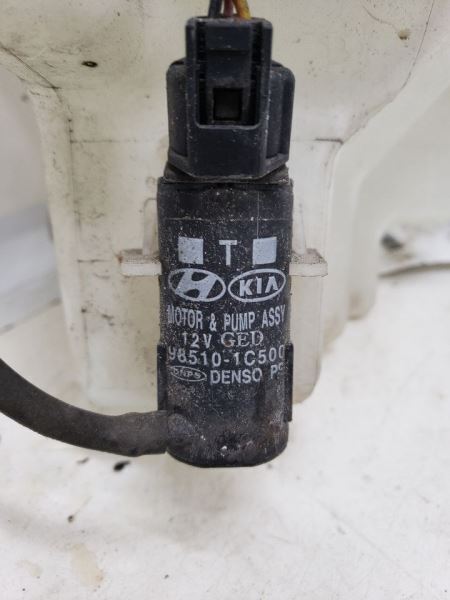 T
KIA
MOTOR & PUMP ASSY
12V GED
98510-1C500
DENSO